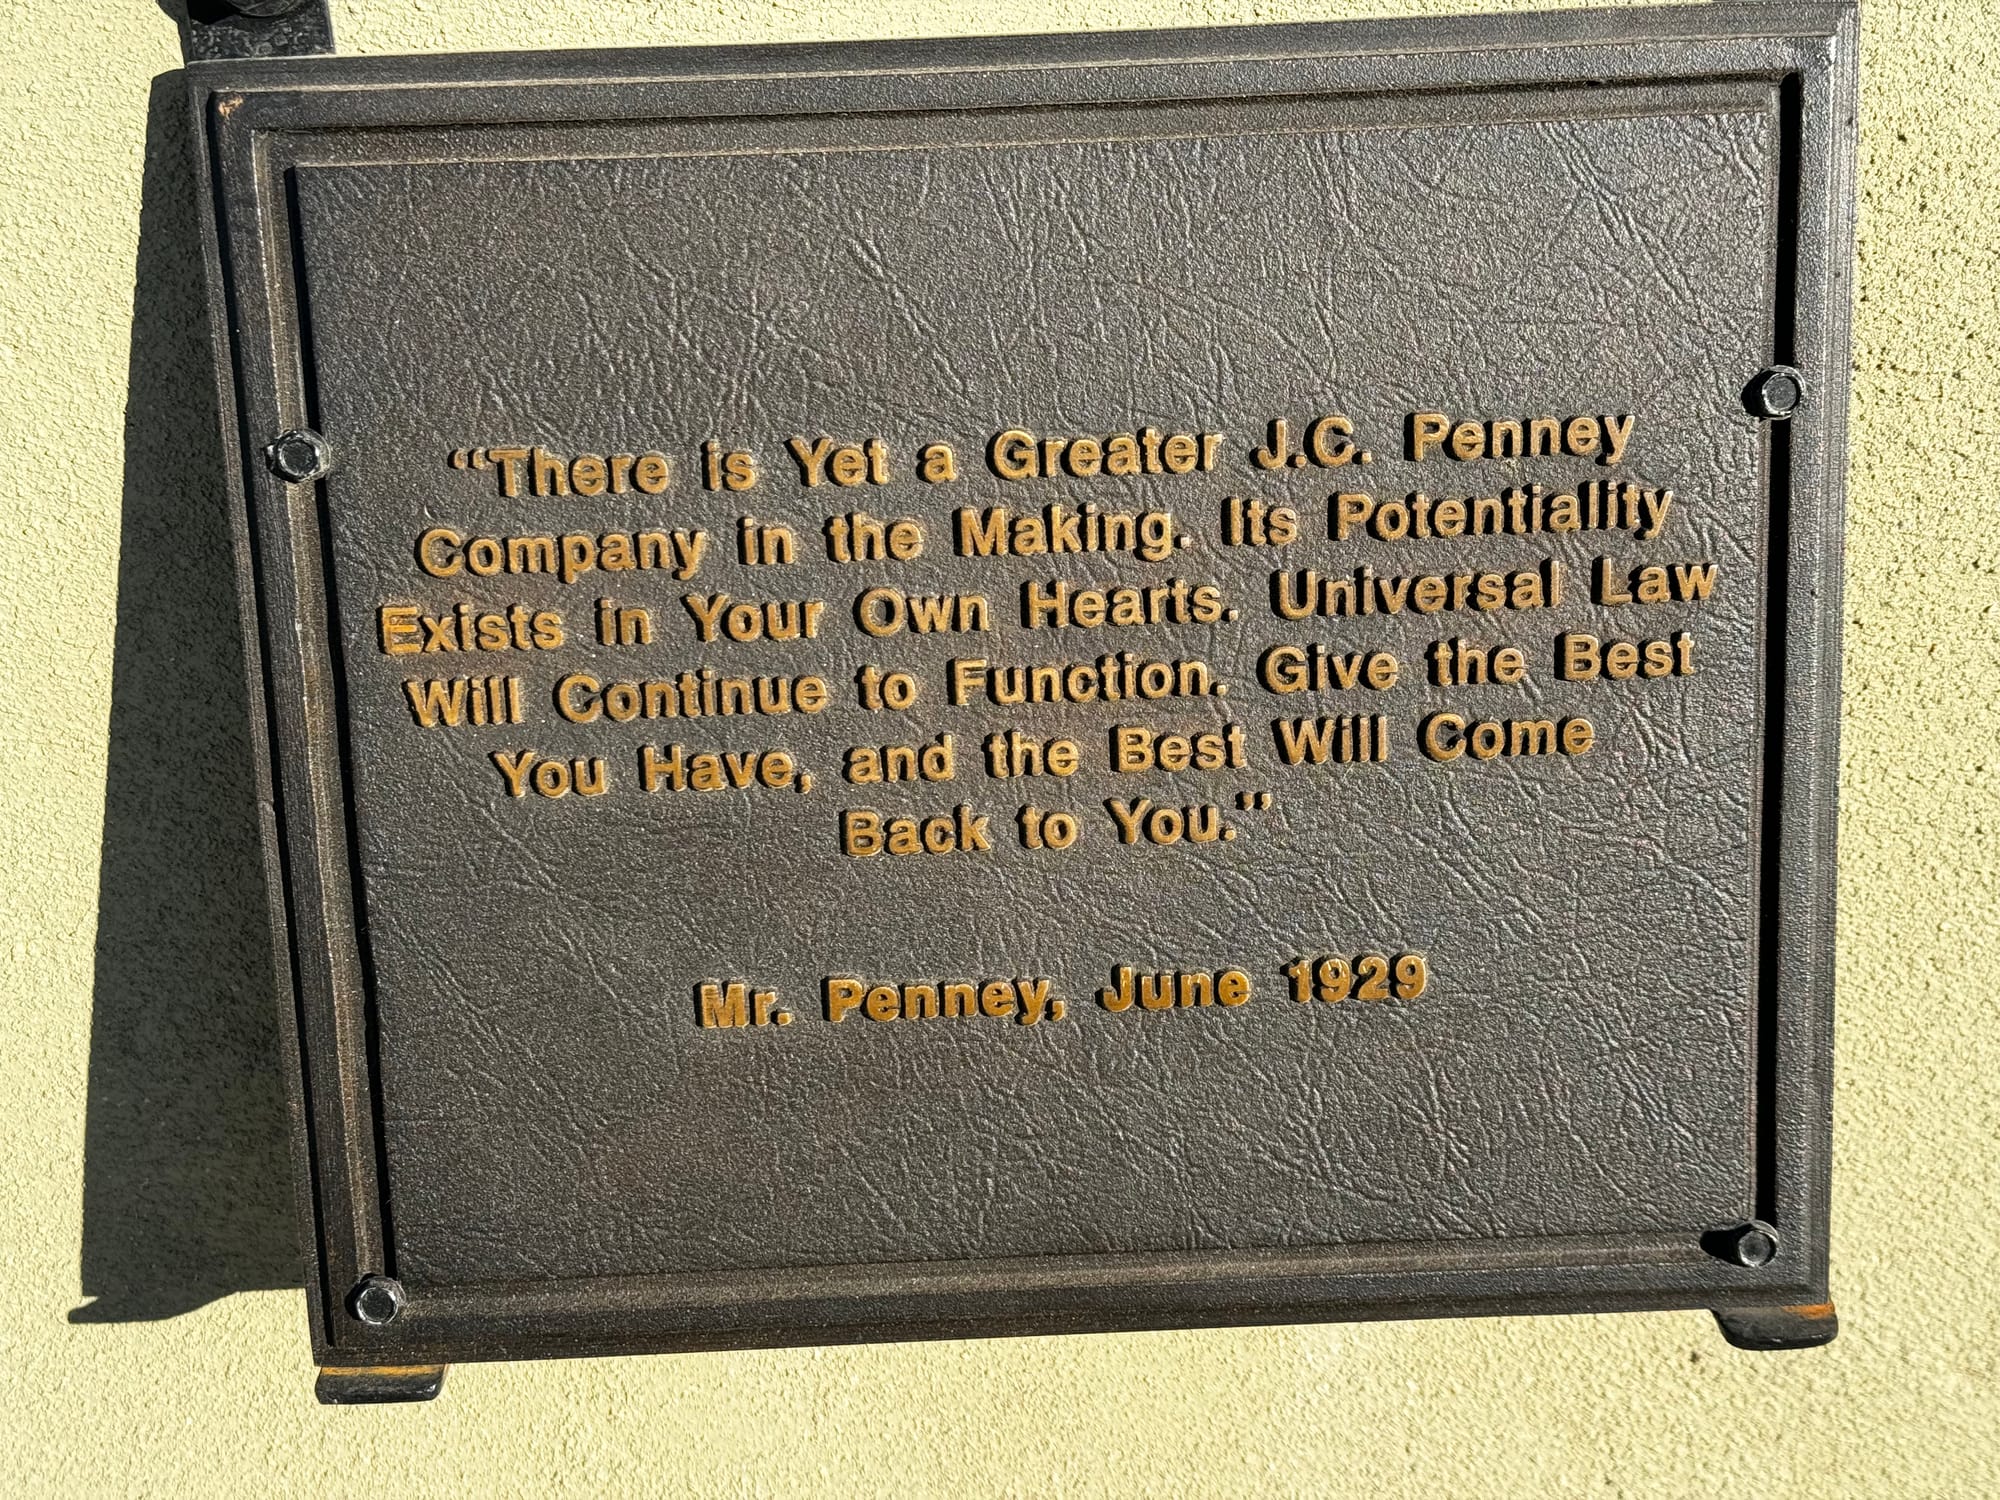 “There is Yet a Greater J.C. Penney
Company in the Making. Its Potentiality
Exists in Your Own Hearts. Universal Law
Will Continue to Function. Give the Best
You Have, and the Best Will Come
Back to You.”
Mr. Penney, June 1929